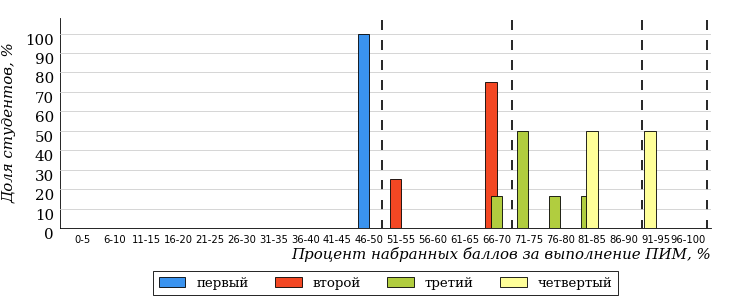 Доля студентов, %
100
90
80
70
60
50
40
30
20
10
0
0-5 6-10 11-15 16-20 21-25 26-30 31-35 36-40 41-45 46-50 51-55 56-60 61-65 66-70 71-75 76-80 81-85 86-90 91-95 96-100
Процент набранных баллов за выполнение ПИМ, %
первый второй третий четвертый